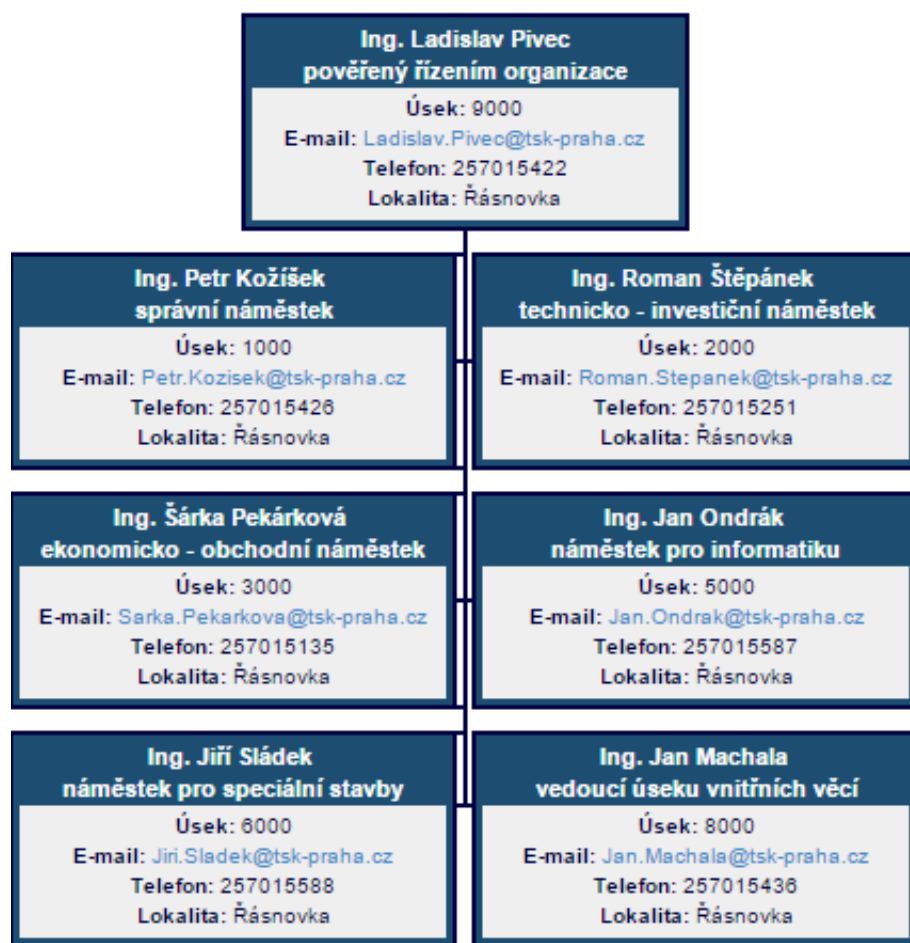 Ing. Ladislav Pivec
pověřený řízením organizace
Úsek: 9000
E-mail: Ladislav.Pivec@tsk-praha.cz
Telefon: 257015422
Lokalita: Řásnovka
Ing. Petr Kožíšek
správní náměstek
Úsek: 1000
E-mail: Petr.Kozisek@tsk-praha.cz
Telefon: 257015426
Lokalita: Řásnovka
Ing. Roman Štěpánek
technicko - investiční náměstek
Úsek: 2000
E-mail: Roman.Stepanek@tsk-praha.cz
Telefon: 257015251
Lokalita: Řásnovka
Ing. Šárka Pekárková
ekonomicko - obchodní náměstek
Úsek: 3000
E-mail: Sarka.Pekarkova@tsk-praha.cz
Telefon: 257015135
Lokalita: Řásnovka
Ing. Jan Ondrák
náměstek pro informatiku
Úsek: 5000
E-mail: Jan.Ondrak@tsk-praha.cz
Telefon: 257015587
Lokalita: Řásnovka
Ing. Jiří Sládek
náměstek pro speciální stavby
Úsek: 6000
E-mail: Jiri.Sladek@tsk-praha.cz
Telefon: 257015588
Lokalita: Řásnovka
Ing. Jan Machala
vedoucí úseku vnitřních věcí
Úsek: 8000
E-mail: Jan.Machala@tsk-praha.cz
Telefon: 257015436
Lokalita: Řásnovka